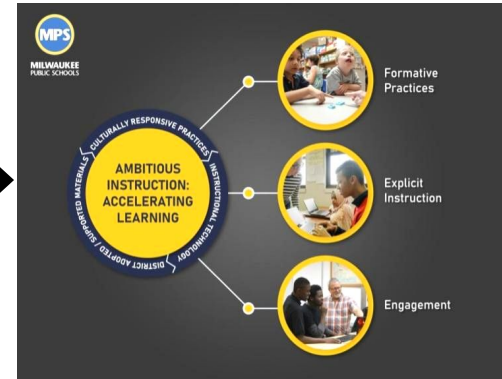 MPS
MILWAUKEE
PUBLIC SCHOOLS
CULTURALLY RESPONSIVE PRACTICES
INSTRUCTIONAL TECHNOLOGY
DISTRICT ADOPTED / SUPPORTED MATERIALS
AMBITIOUS
INSTRUCTION:
ACCELERATING
LEARNING
Formative
Practices
Explicit
Instruction
Engagement